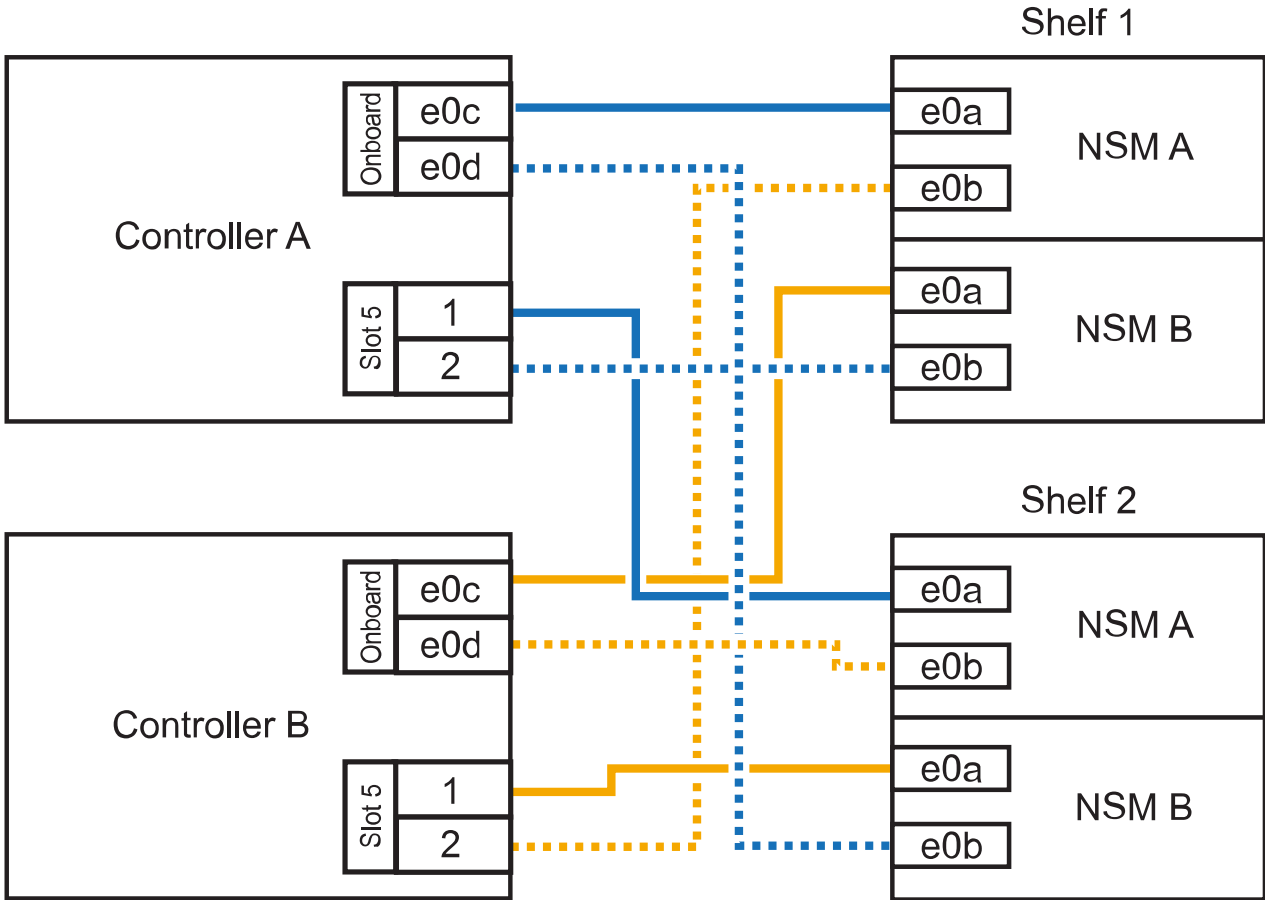 Shelf 1
Controller A
Onboard
e0c
e0d
Slot 5
1
2
e0a
e0b
NSM A
e0a
e0b
NSM B
Controller B
Onboard
e0c
e0d
Slot 5
1
2
Shelf 2
e0a
e0b
NSM A
e0a
e0b
NSM B